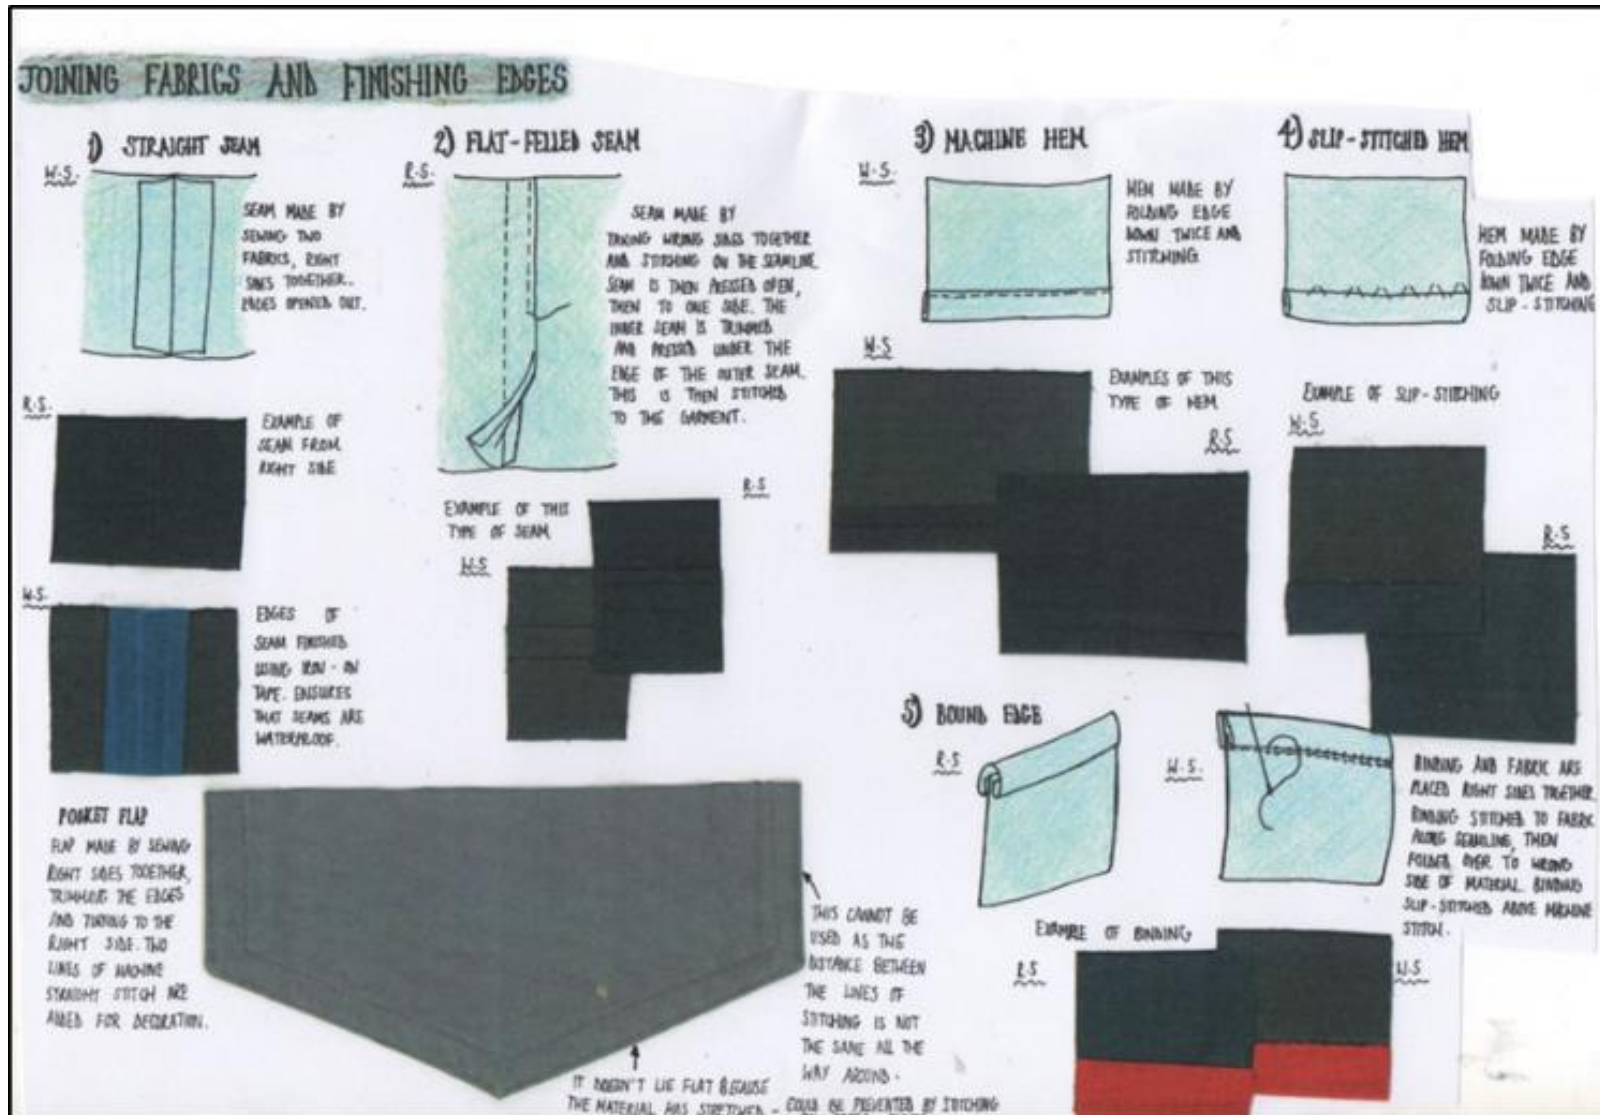 JOINING FABRICS AND FINISHING EDGES
1) STRAIGHT SEAM
W.S.
SEAM MADE BY
SEWING TWO
FABRICS, RIGHT
SIDES TOGETHER.
EDGES OPENED OUT.
R.S.
EXAMPLE OF
SEAM FROM
RIGHT SIDE
W.S.
EDGES OF
SEAM FINISHED
USING IRON-ON
TAPE. ENSURES
THAT SEAMS ARE
WATERPROOF.
2) FLAT-FELLED SEAM
R.S.
SEAM MADE BY
TAKING WRONG SIDES TOGETHER
AND STITCHING ON THE SEAMLINE.
SEAM IS THEN PRESSED OPEN,
THEN TO ONE SIDE. THE
INNER SEAM IS TRIMMED
AND PRESSED UNDER THE
EDGE OF THE OUTER SEAM.
THIS IS THEN STITCHED
TO THE GARMENT.
EXAMPLE OF THIS
TYPE OF SEAM
R.S
W.S
3) MACHINE HEM
W.S.
HEM MADE BY
FOLDING EDGE
DOWN TWICE AND
STITCHING
W.S
EXAMPLES OF THIS
TYPE OF HEM
R.S
4) SLIP-STITCHED HEM
HEM MADE BY
FOLDING EDGE
DOWN TWICE AND
SLIP-STITCHING
EXAMPLE OF SLIP-STITCHING
W.S
R.S
5) BOUND EDGE
R.S
W.S.
BINDING AND FABRIC ARE
PLACED RIGHT SIDES TOGETHER.
BINDING STITCHED TO FABRIC
ALONG SEAMLINE, THEN
FOLDED OVER TO WRONG
SIDE OF MATERIAL. BINDING
SLIP-STITCHED ABOVE MACHINE
STITCH.
EXAMPLE OF BINDING
R.S
W.S
POCKET FLAP
FLAP MADE BY SEWING
RIGHT SIDES TOGETHER,
TRIMMING THE EDGES
AND TURNING TO THE
RIGHT SIDE. TWO
LINES OF MACHINE
STRAIGHT STITCH ARE
ADDED FOR DECORATION.
THIS CANNOT BE
USED AS THE
DISTANCE BETWEEN
THE LINES OF
STITCHING IS NOT
THE SAME ALL THE
WAY AROUND.
IT DOESN'T LIE FLAT BECAUSE
THE MATERIAL HAS STRETCHED - COULD BE PREVENTED BY STITCHING